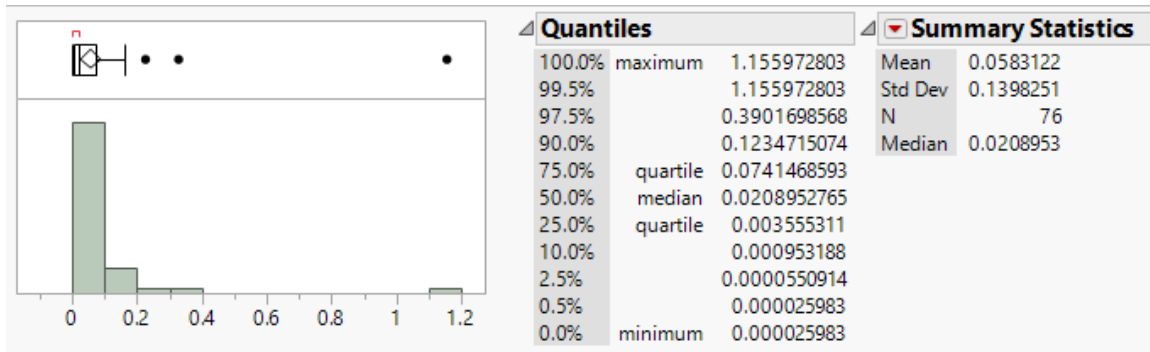 Quantiles
100.0% maximum 1.155972803
99.5% 1.155972803
97.5% 0.3901698568
90.0% 0.1234715074
75.0% quartile 0.0741468593
50.0% median 0.0208952765
25.0% quartile 0.003555311
10.0% 0.000953188
2.5% 0.0000550914
0.5% 0.000025983
0.0% minimum 0.000025983
Summary Statistics
Mean 0.0583122
Std Dev 0.1398251
N 76
Median 0.0208953
0 0.2 0.4 0.6 0.8 1 1.2